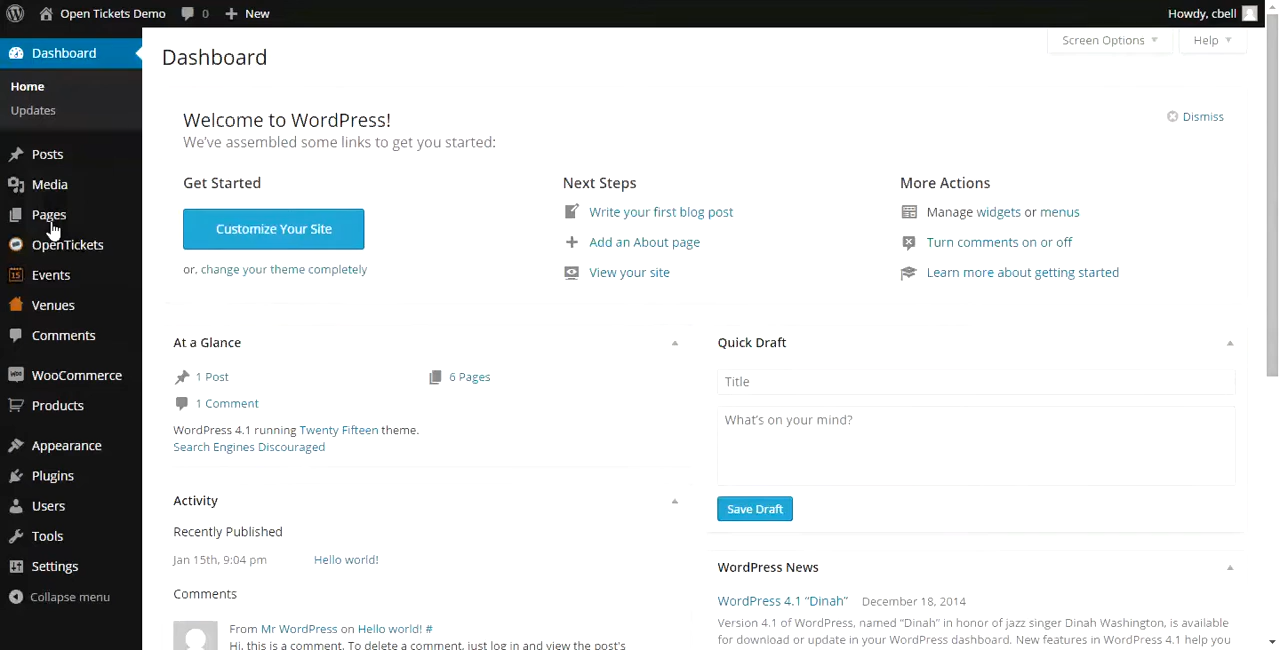 Open Tickets Demo 0 New Howdy, cbell
Dashboard
Home
Updates
Posts
Media
Pages
OpenTickets
15 Events
Venues
Comments
Woo WooCommerce
Products
Appearance
Plugins
Users
Tools
Settings
Collapse menu
Screen Options Help
Dashboard
Welcome to WordPress!
We've assembled some links to get you started:
Dismiss
Get Started
Customize Your Site
or, change your theme completely
Next Steps
Write your first blog post
Add an About page
View your site
More Actions
Manage widgets or menus
Turn comments on or off
Learn more about getting started
At a Glance
1 Post 6 Pages
1 Comment
WordPress 4.1 running Twenty Fifteen theme.
Search Engines Discouraged
Activity
Recently Published
Jan 15th, 9:04 pm Hello world!
Comments
From Mr WordPress on Hello world! #
Hi, this is a comment. To delete a comment, just log in and view the post's
Quick Draft
Title
What's on your mind?
Save Draft
WordPress News
WordPress 4.1 “Dinah” December 18, 2014
Version 4.1 of WordPress, named “Dinah” in honor of jazz singer Dinah Washington, is available
for download or update in your WordPress dashboard. New features in WordPress 4.1 help you